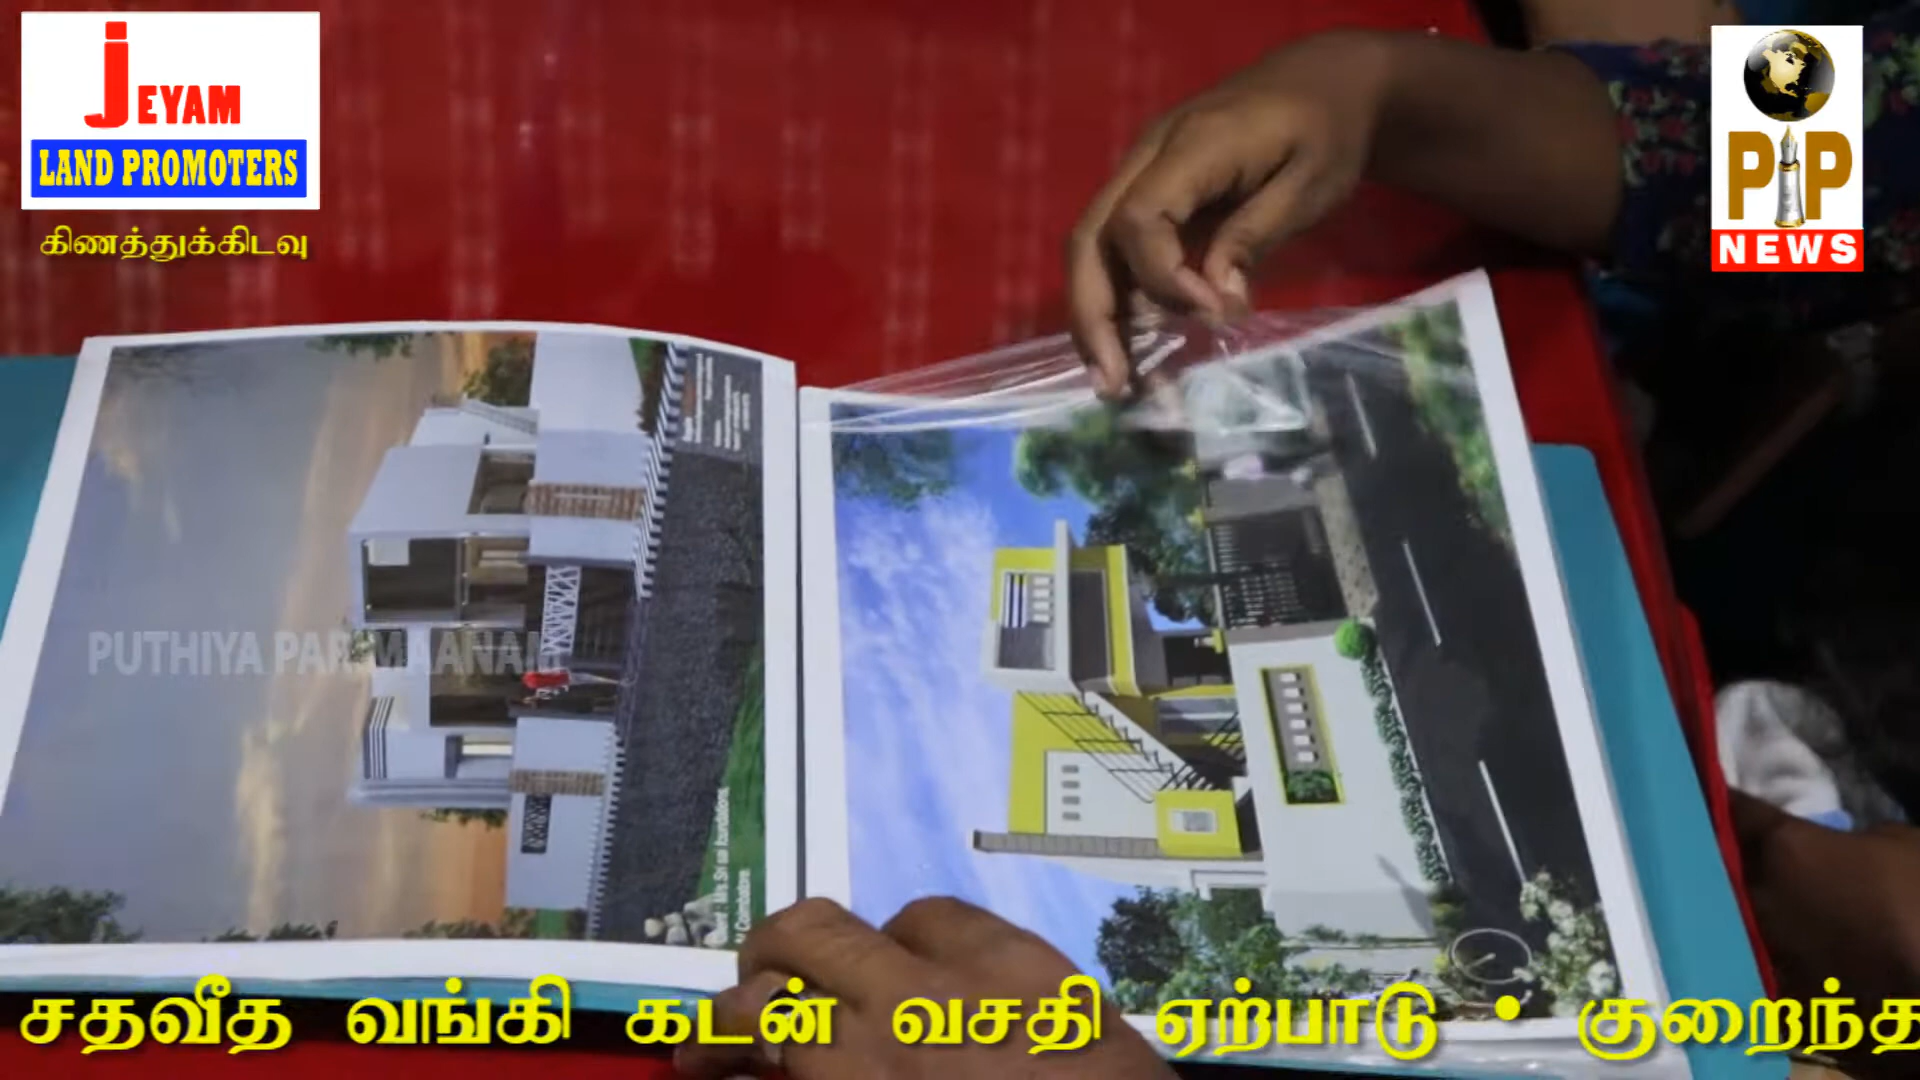 JEYAM
LAND PROMOTERS
கிணத்துக்கிடவு
PIP
NEWS
PUTHIYA PARIMAANAM
சதவீத வங்கி கடன் வசதி ஏற்பாடு • குறைந்த